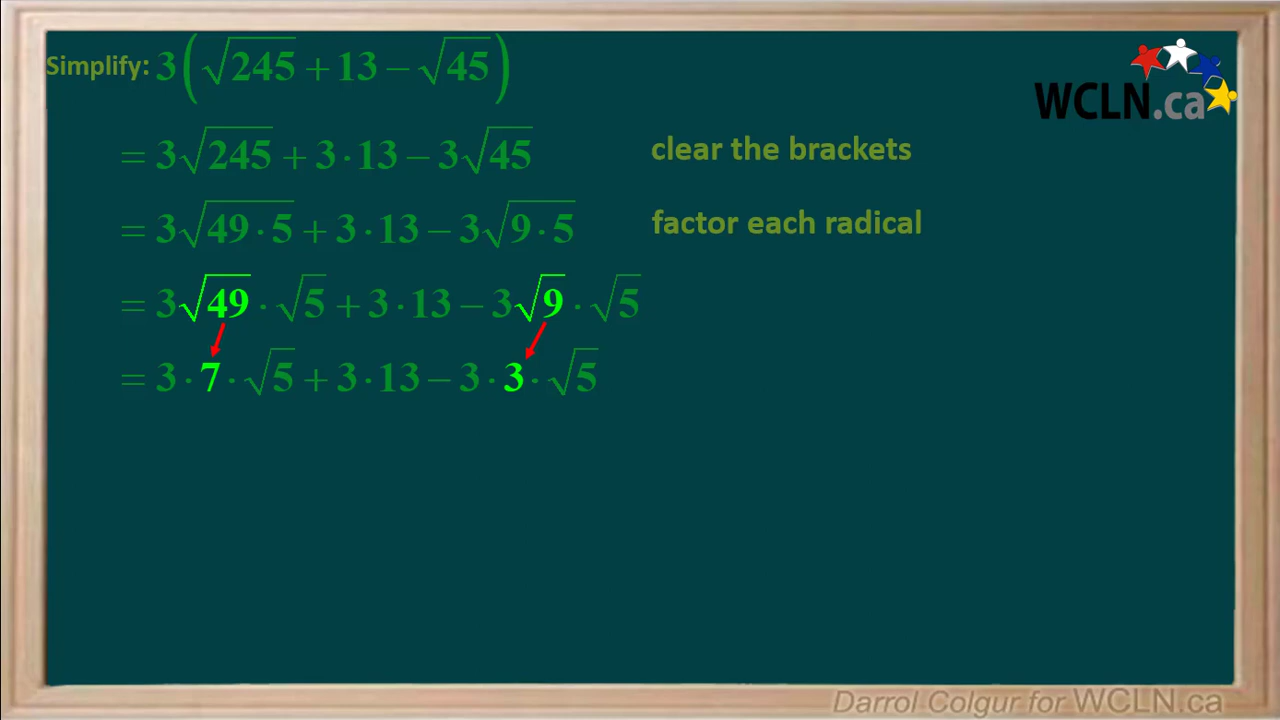 Simplify: 3(√245 + 13 − √45)
WCLN.ca
= 3√245 + 3·13 − 3√45 clear the brackets
= 3√49·5 + 3·13 − 3√9·5 factor each radical
= 3√49·√5 + 3·13 − 3√9·√5
= 3·7·√5 + 3·13 − 3·3·√5
Darrol Colgur for WCLN.ca